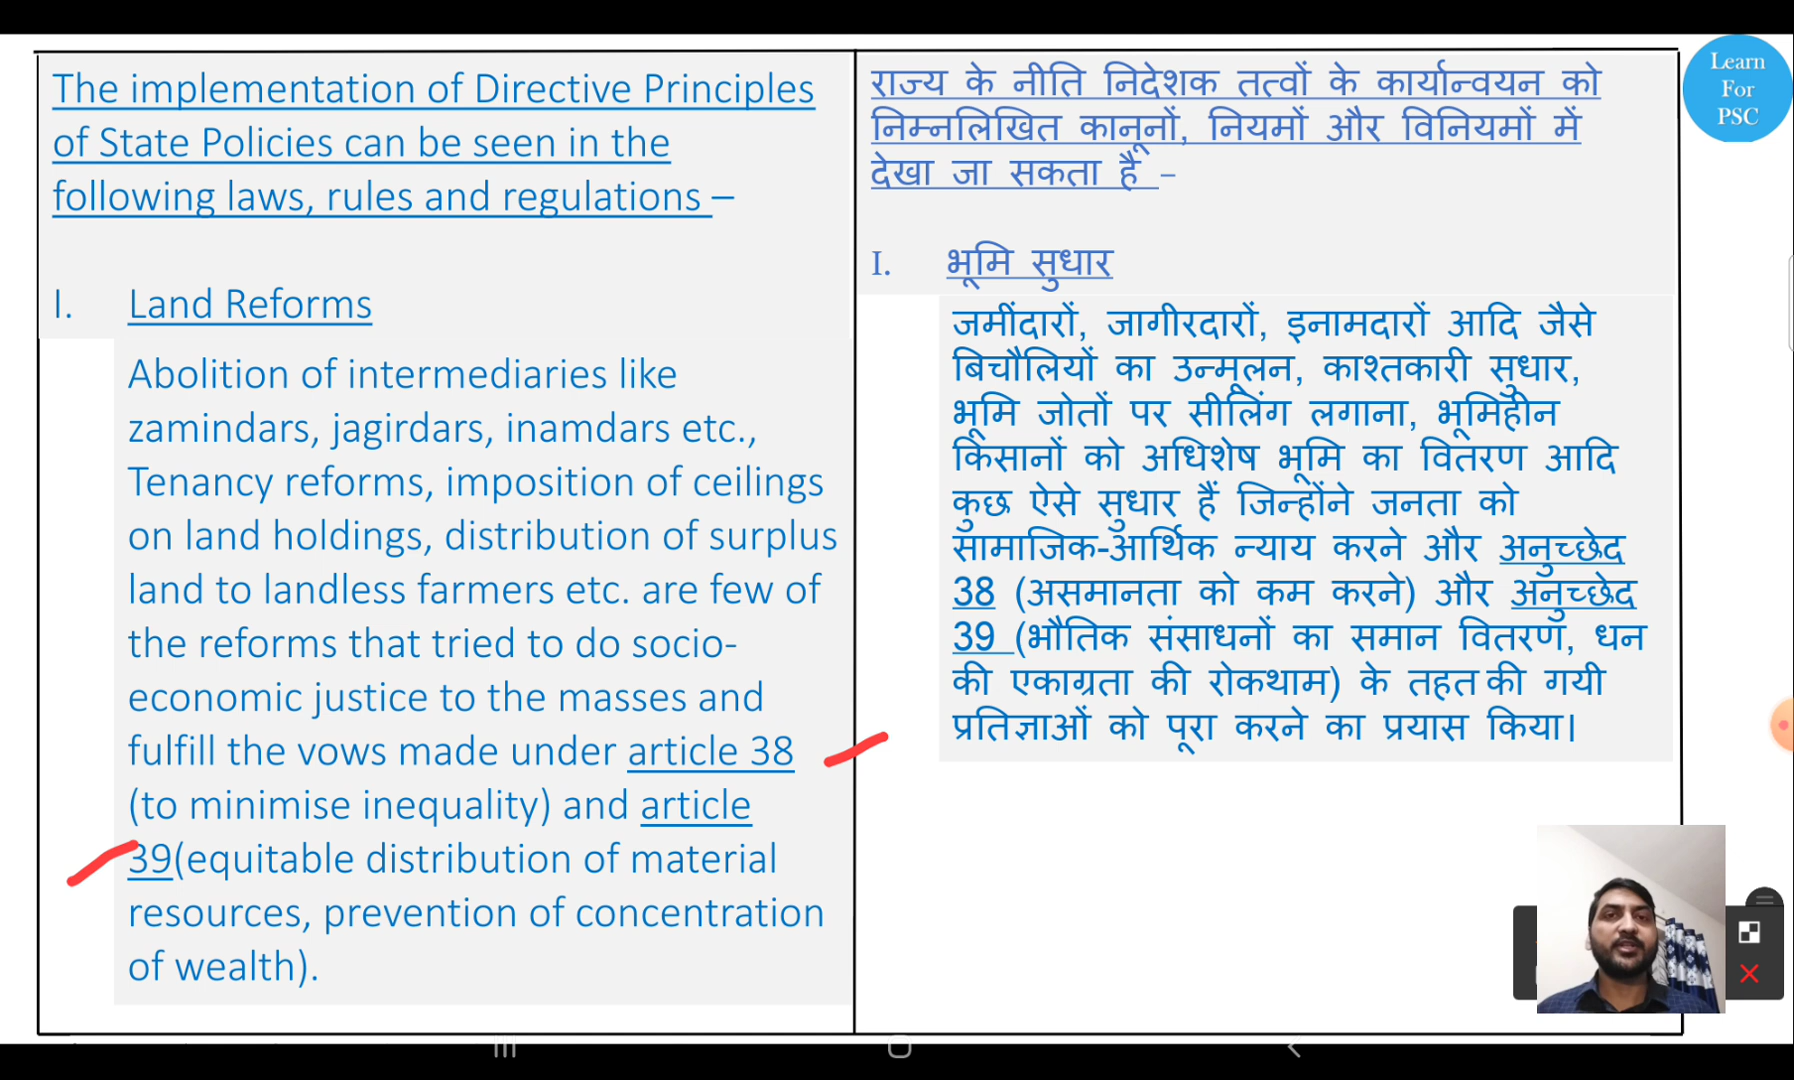 The implementation of Directive Principles
of State Policies can be seen in the
following laws, rules and regulations –
I. Land Reforms
Abolition of intermediaries like
zamindars, jagirdars, inamdars etc.,
Tenancy reforms, imposition of ceilings
on land holdings, distribution of surplus
land to landless farmers etc. are few of
the reforms that tried to do socio-
economic justice to the masses and
fulfill the vows made under article 38
(to minimise inequality) and article
39(equitable distribution of material
resources, prevention of concentration
of wealth).
राज्य के नीति निदेशक तत्वों के कार्यान्वयन को
निम्नलिखित कानूनों, नियमों और विनियमों में
देखा जा सकता है –
I. भूमि सुधार
जमींदारों, जागीरदारों, इनामदारों आदि जैसे
बिचौलियों का उन्मूलन, काश्तकारी सुधार,
भूमि जोतों पर सीलिंग लगाना, भूमिहीन
किसानों को अधिशेष भूमि का वितरण आदि
कुछ ऐसे सुधार हैं जिन्होंने जनता को
सामाजिक-आर्थिक न्याय करने और अनुच्छेद
38 (असमानता को कम करने) और अनुच्छेद
39 (भौतिक संसाधनों का समान वितरण, धन
की एकाग्रता की रोकथाम) के तहत की गयी
प्रतिज्ञाओं को पूरा करने का प्रयास किया।
Learn
For
PSC